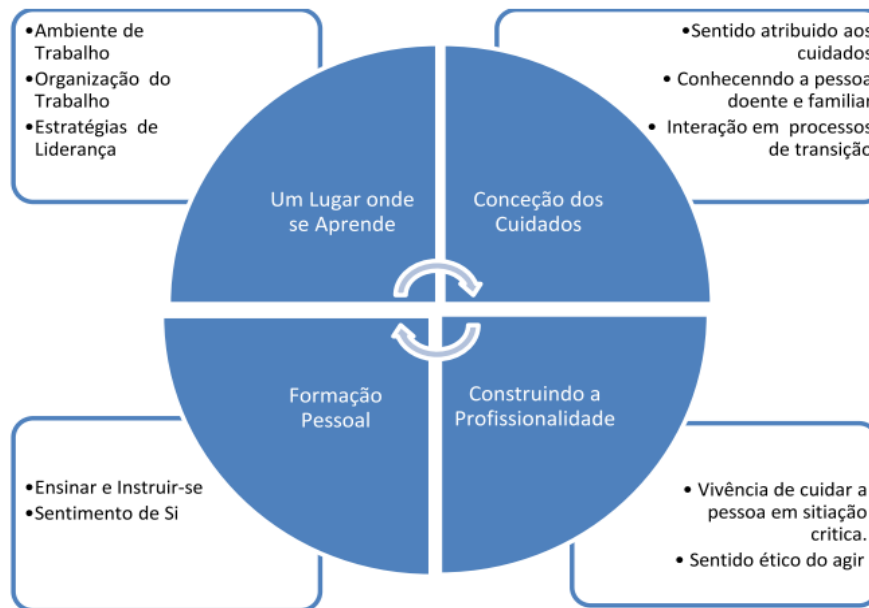 •Ambiente de
Trabalho
•Organização do
Trabalho
•Estratégias de
Liderança
•Sentido atribuido aos
cuidados
• Conhecenndo a pessoa
doente e familiar
• Interação em processos
de transição
Um Lugar onde
se Aprende
Conceção dos
Cuidados
Formação
Pessoal
Construindo a
Profissionalidade
•Ensinar e Instruir-se
•Sentimento de Si
• Vivência de cuidar a
pessoa em sitiação
critica.
• Sentido ético do agir